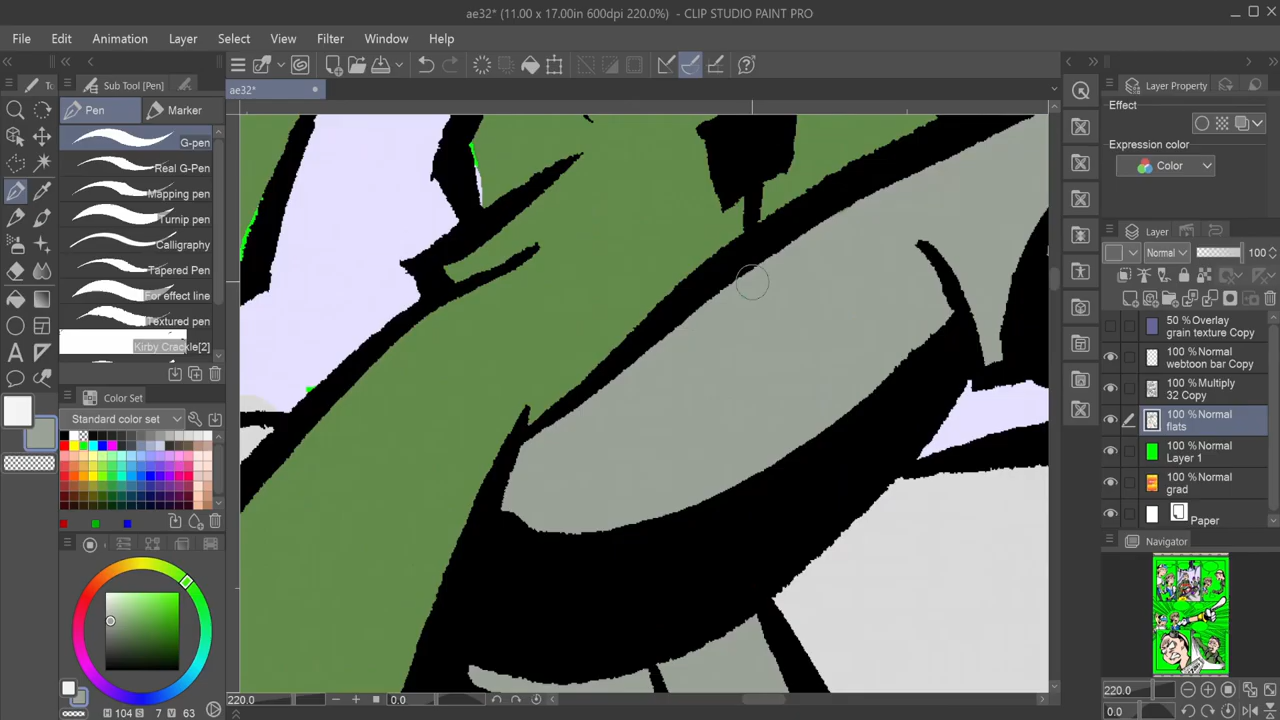 ae32* (11.00 x 17.00in 600dpi 220.0%) - CLIP STUDIO PAINT PRO
File Edit Animation Layer Select View Filter Window Help
Sub Tool [Pen]
Pen Marker
G-pen
Real G-Pen
Mapping pen
Turnip pen
Calligraphy
Tapered Pen
For effect line
Textured pen
Kirby Crackle[2]
Color Set
Standard color set
H 104 S 7 V 63
ae32*
220.0
0.0
Layer Property
Effect
Expression color
Color
Layer
Normal 100
50 % Overlay
grain texture Copy
100 % Normal
webtoon bar Copy
100 % Multiply
32 Copy
100 % Normal
flats
100 % Normal
Layer 1
100 % Normal
grad
Paper
Navigator
220.0
0.0